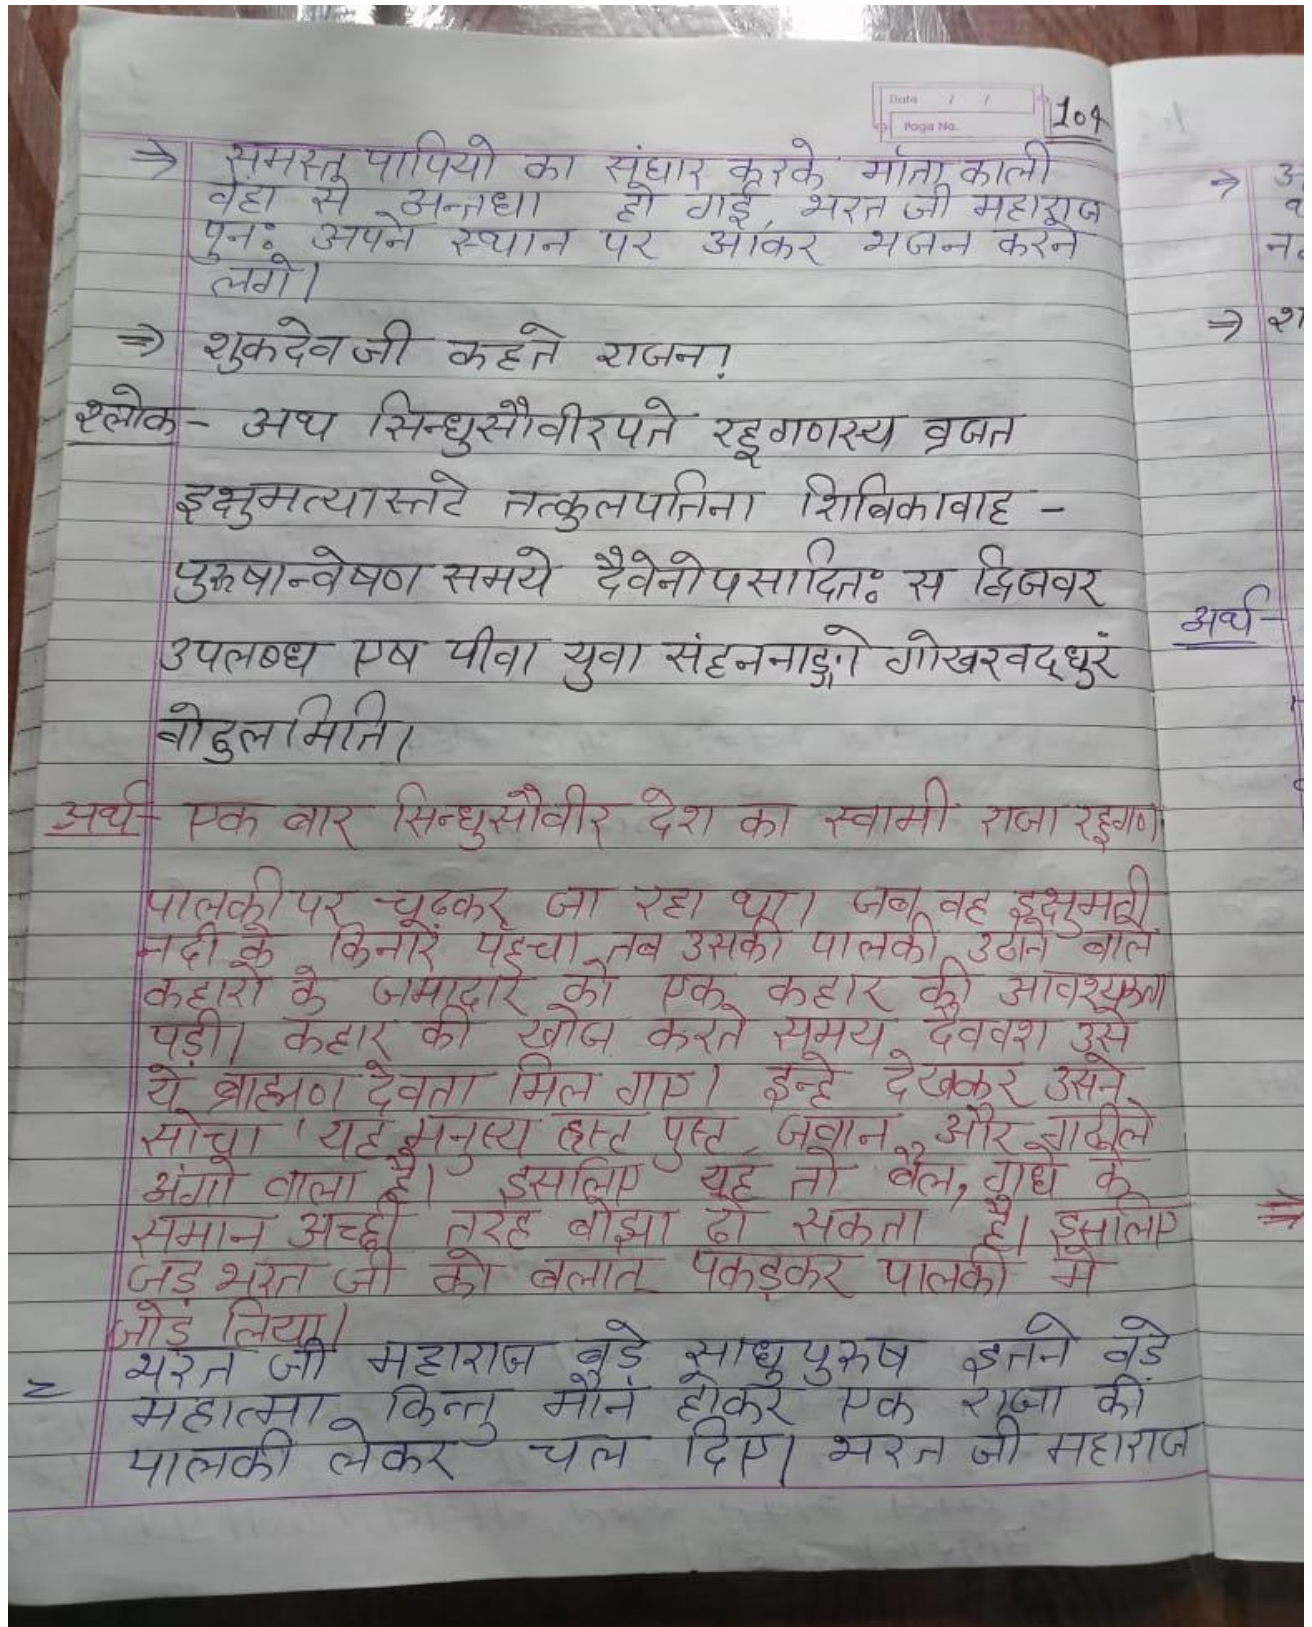 Date / /
Page No.
104
⇒ समस्त पापियो का संघार करके माँता काली
वहा से अन्तधा हो गई, भरत जी महाराज
पुनः अपने स्थान पर आकर भजन करने
लगे।
⇒ शुकदेव जी कहते राजन!
श्लोक - अथ सिन्धुसौवीरपते रहूगणस्य व्रजत
इक्षुमत्यास्तटे तत्कुलपतिना शिबिकावाह -
पुरुषान्वेषण समये दैवेनोपसादितः स द्विजवर
उपलब्ध एष पीवा युवा संहननाङ्गो गोखरवद्धुरं
वोढुलमिति।
अर्थ - एक बार सिन्धुसौवीर देश का स्वामी राजा रहूगण
पालकी पर चढ़कर जा रहा था। जब वह इक्षुमती
नदी के किनारे पहुचा तब उसकी पालकी उठाने बाले
कहारो के जमादार को एक कहार की आवश्यकता
पड़ी। कहार की खोज करते समय दैववश उसे
ये ब्राह्मण देवता मिल गए। इन्हे देखकर उसने
सोचा 'यह मनुस्य हृस्ट पुस्ट, जवान और गठीले
अंगो वाला है। इसलिए यह तो बैल, गधे के
समान अच्छी तरह बोझा ढो सकता है। इसलिए
जड़ भरत जी को बलात् पकड़कर पालकी मे
जोड़ लिया।
= भरत जी महाराज बड़े साधु पुरुष इतने बड़े
महात्मा किन्तु मौन होकर एक राजा की
पालकी लेकर चल दिए। भरत जी महाराज
⇒
⇒
अर्थ -
⇒